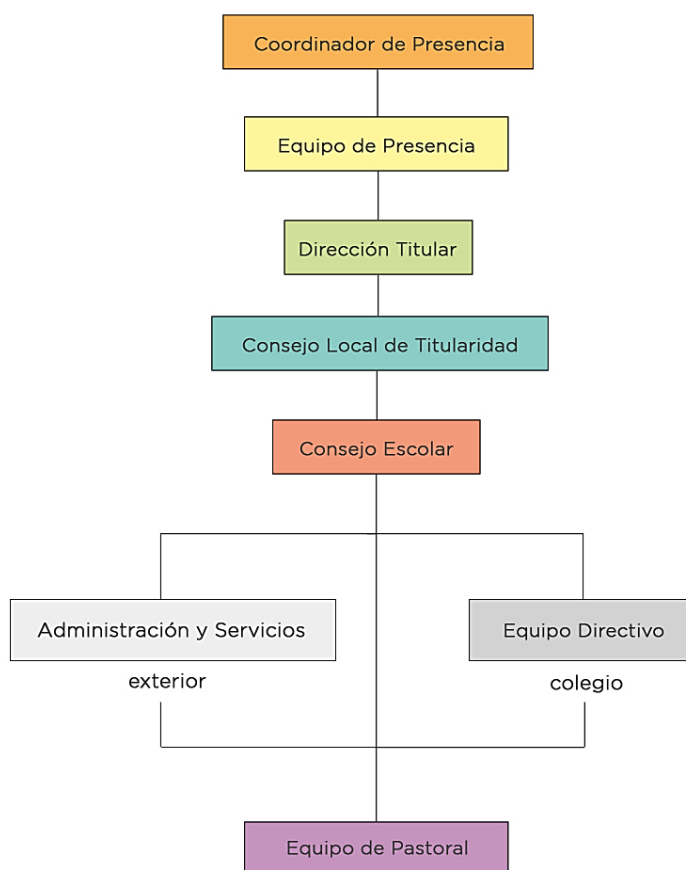 Coordinador de Presencia
Equipo de Presencia
Dirección Titular
Consejo Local de Titularidad
Consejo Escolar
Administración y Servicios
Equipo Directivo
exterior
colegio
Equipo de Pastoral